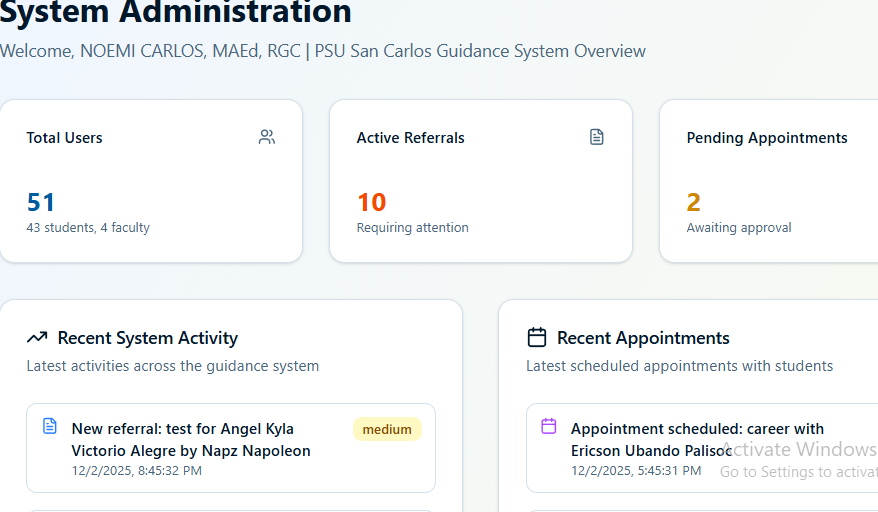 System Administration
Welcome, NOEMI CARLOS, MAEd, RGC | PSU San Carlos Guidance System Overview
Total Users
51
43 students, 4 faculty
Active Referrals
10
Requiring attention
Pending Appointments
2
Awaiting approval
Recent System Activity
Latest activities across the guidance system
New referral: test for Angel Kyla
Victorio Alegre by Napz Napoleon
medium
12/2/2025, 8:45:32 PM
Recent Appointments
Latest scheduled appointments with students
Appointment scheduled: career with
Ericson Ubando Palisoc
12/2/2025, 5:45:31 PM
Activate Windows
Go to Settings to activat